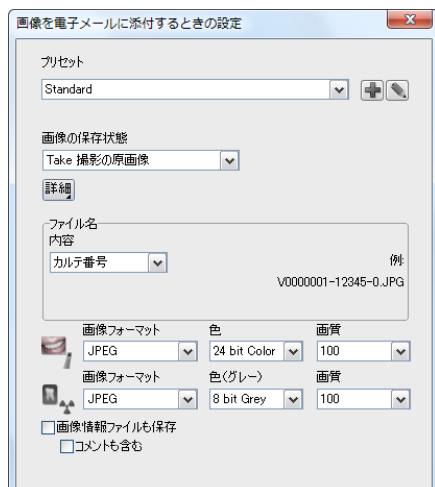 画像を電子メールに添付するときの設定
プリセット
Standard
画像の保存状態
Take 撮影の原画像
詳細
ファイル名
内容
カルテ番号
例:
V0000001-12345-0.JPG
画像フォーマット 色 画質
JPEG 24 bit Color 100
画像フォーマット 色(グレー) 画質
JPEG 8 bit Grey 100
画像情報ファイルも保存
コメントも含む